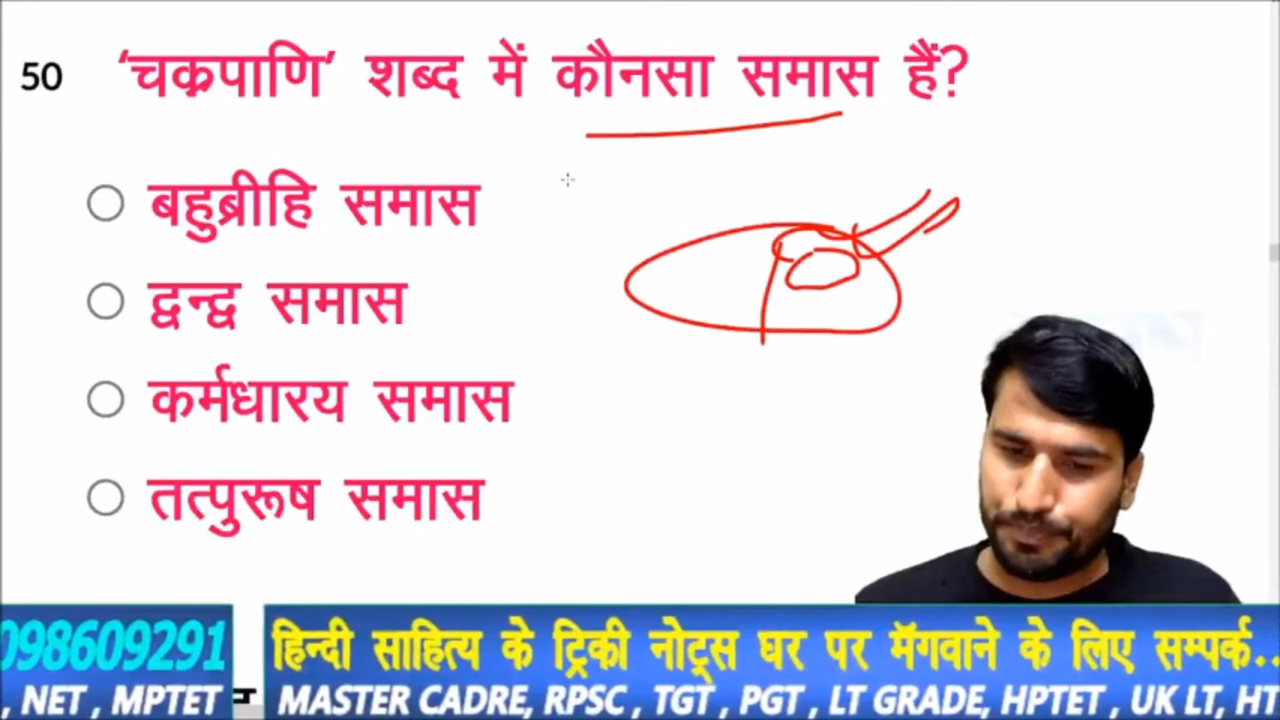 50 ‘चक्रपाणि’ शब्द में कौनसा समास हैं?
बहुब्रीहि समास
द्वन्द्व समास
कर्मधारय समास
तत्पुरूष समास
098609291 हिन्दी साहित्य के ट्रिकी नोट्स घर पर मॅगवाने के लिए सम्पर्क..
, NET , MPTET MASTER CADRE, RPSC , TGT , PGT , LT GRADE, HPTET , UK LT, HT